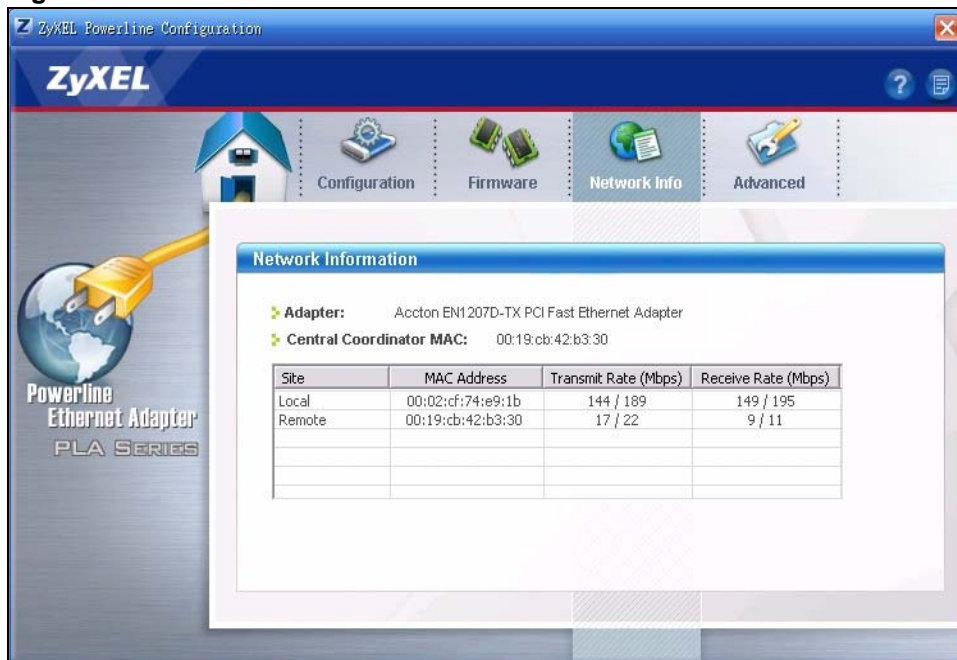 ZyXEL Powerline Configuration
ZyXEL
?
Configuration
Firmware
Network Info
Advanced
Network Information
Adapter: Accton EN1207D-TX PCI Fast Ethernet Adapter
Central Coordinator MAC: 00:19:cb:42:b3:30
Site MAC Address Transmit Rate (Mbps) Receive Rate (Mbps)
Local 00:02:cf:74:e9:1b 144 / 189 149 / 195
Remote 00:19:cb:42:b3:30 17 / 22 9 / 11
Powerline
Ethernet Adapter
PLA SERIES